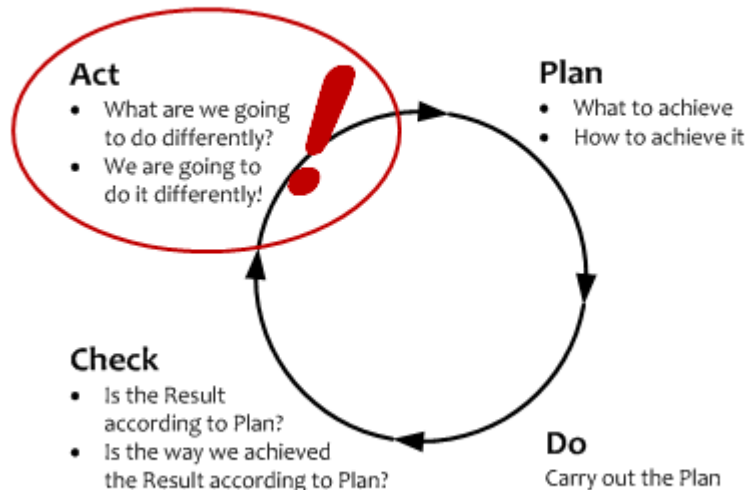 Act
• What are we going
to do differently?
• We are going to
do it differently!
Plan
• What to achieve
• How to achieve it
Check
• Is the Result
according to Plan?
• Is the way we achieved
the Result according to Plan?
Do
Carry out the Plan